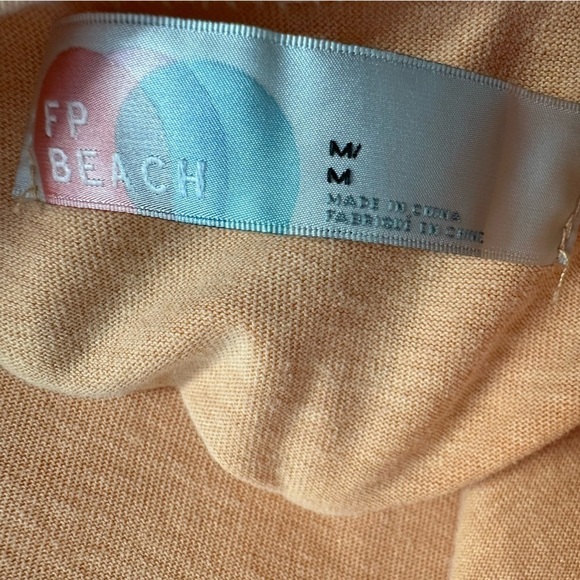 FP
BEACH
M/
M
MADE IN CHINA
FABRIQUÉ EN CHINE